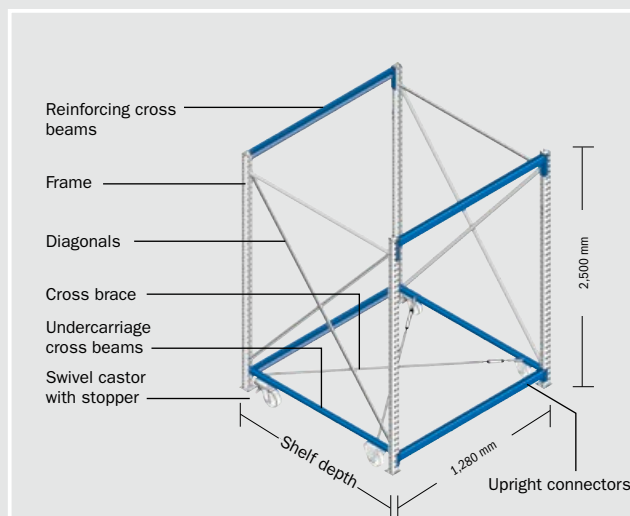 Reinforcing cross
beams
Frame
Diagonals
Cross brace
Undercarriage
cross beams
Swivel castor
with stopper
Shelf depth
1,280 mm
2,500 mm
Upright connectors